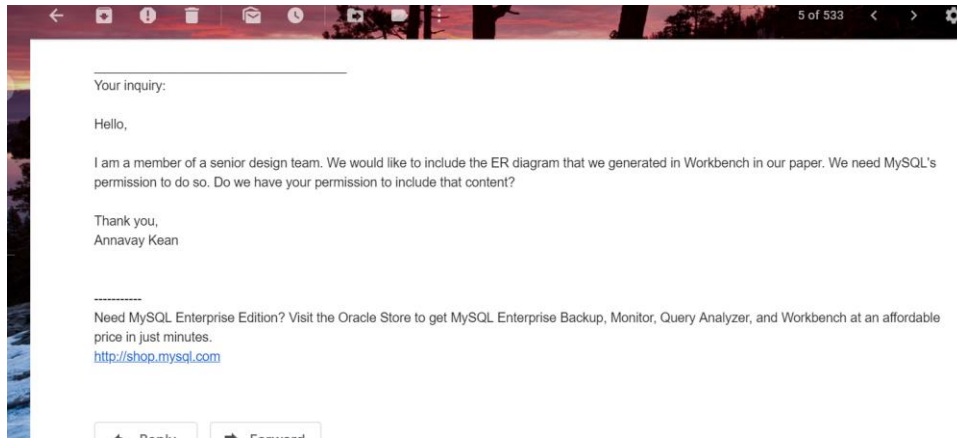 5 of 533
Your inquiry:
Hello,
I am a member of a senior design team. We would like to include the ER diagram that we generated in Workbench in our paper. We need MySQL's
permission to do so. Do we have your permission to include that content?
Thank you,
Annavay Kean
-----------
Need MySQL Enterprise Edition? Visit the Oracle Store to get MySQL Enterprise Backup, Monitor, Query Analyzer, and Workbench at an affordable
price in just minutes.
http://shop.mysql.com
Reply Forward